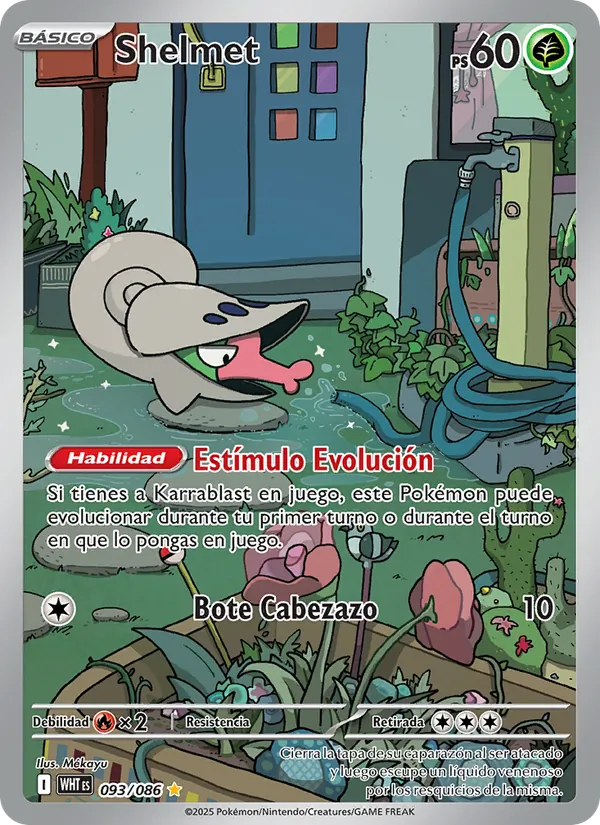 BÁSICO Shelmet PS60
Habilidad Estímulo Evolución
Si tienes a Karrablast en juego, este Pokémon puede
evolucionar durante tu primer turno o durante el turno
en que lo pongas en juego.
Bote Cabezazo 10
Debilidad ×2 Resistencia Retirada
Ilus. Mékayu
I WHT ES 093/086
Cierra la tapa de su caparazón al ser atacado
y luego escupe un líquido venenoso
por los resquicios de la misma.
©2025 Pokémon/Nintendo/Creatures/GAME FREAK